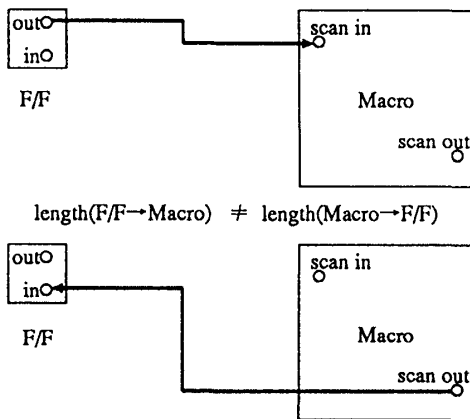 out
in
F/F
scan in
Macro
scan out
length(F/F→Macro) ≠ length(Macro→F/F)
out
in
F/F
scan in
Macro
scan out